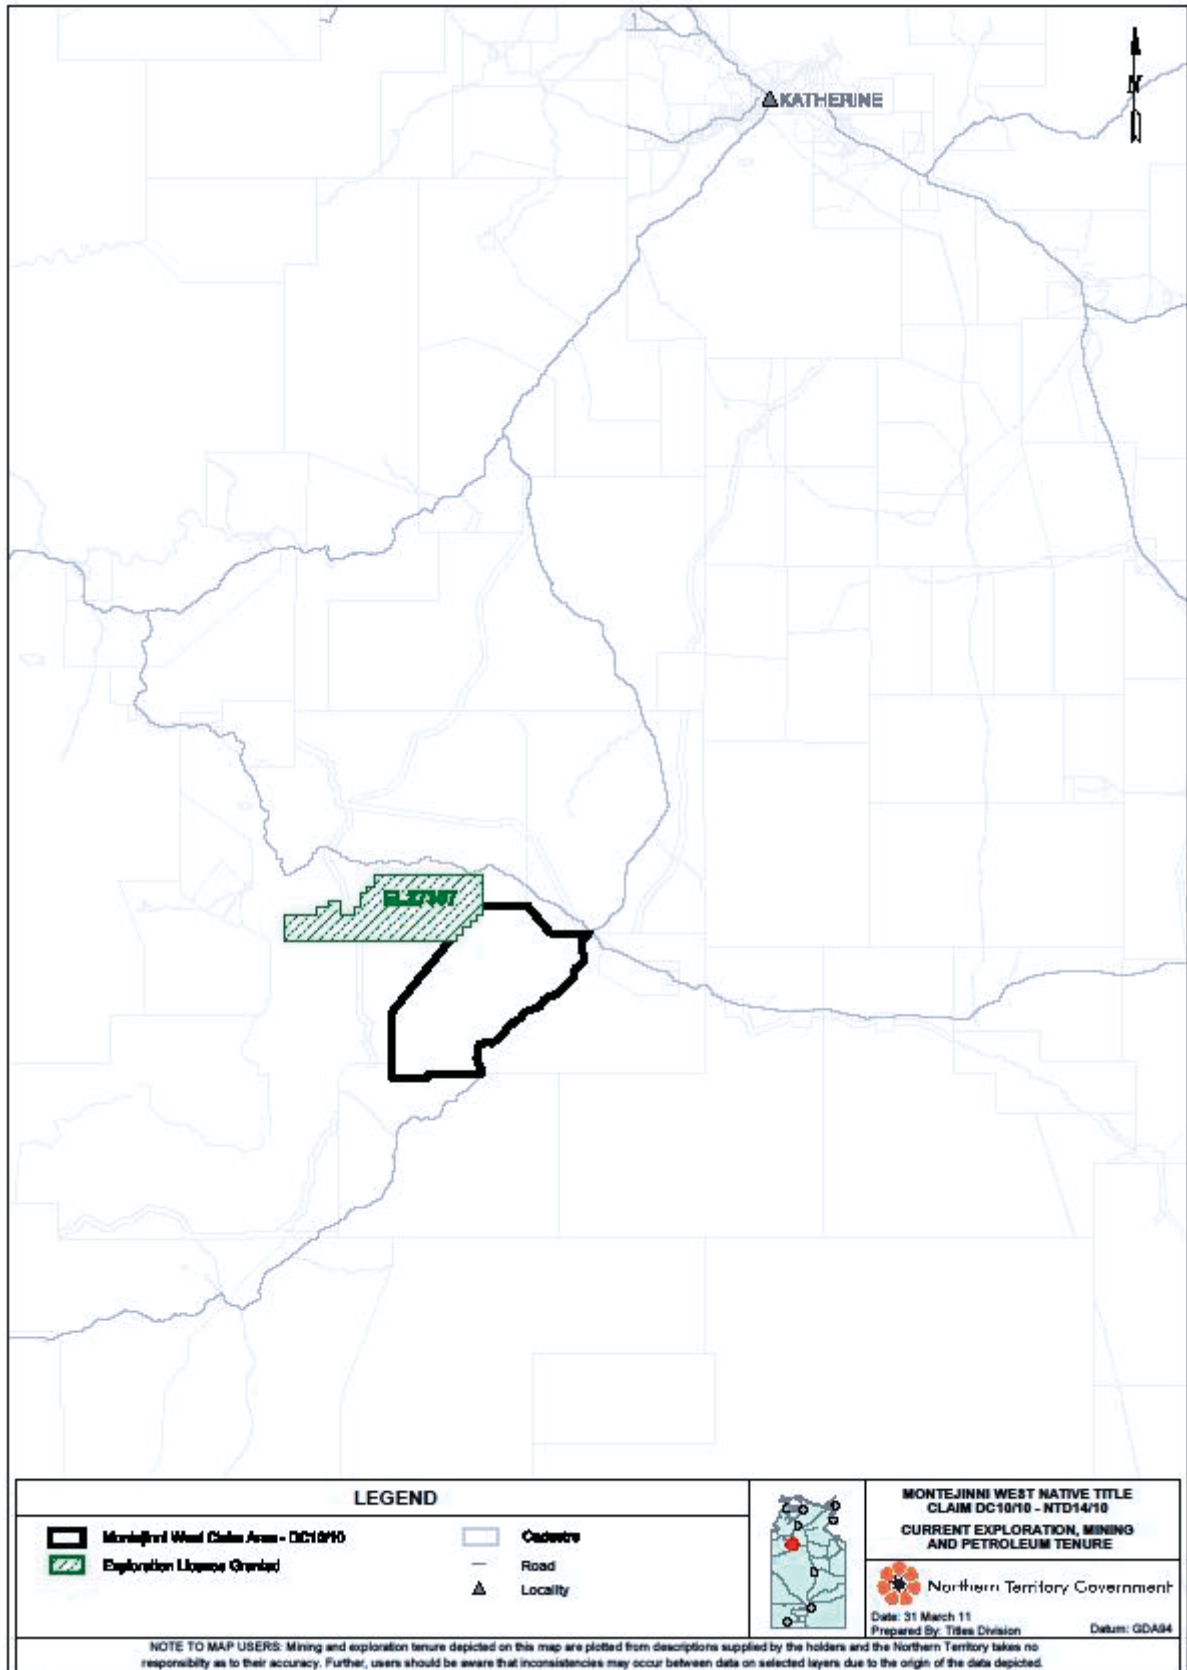 KATHERINE
N
LEGEND
Montejinni West Claim Area - DC10/10
Exploration Licence Granted
Cadastre
Road
Locality
MONTEJINNI WEST NATIVE TITLE
CLAIM DC10/10 - NTD14/10
CURRENT EXPLORATION, MINING
AND PETROLEUM TENURE
Northern Territory Government
Date: 31 March 11
Prepared By: Titles Division
Datum: GDA94
NOTE TO MAP USERS: Mining and exploration tenure depicted on this map are plotted from descriptions supplied by the holders and the Northern Territory takes no
responsibilty as to their accuracy. Further, users should be aware that inconsistencies may occur between data on selected layers due to the origin of the data depicted.